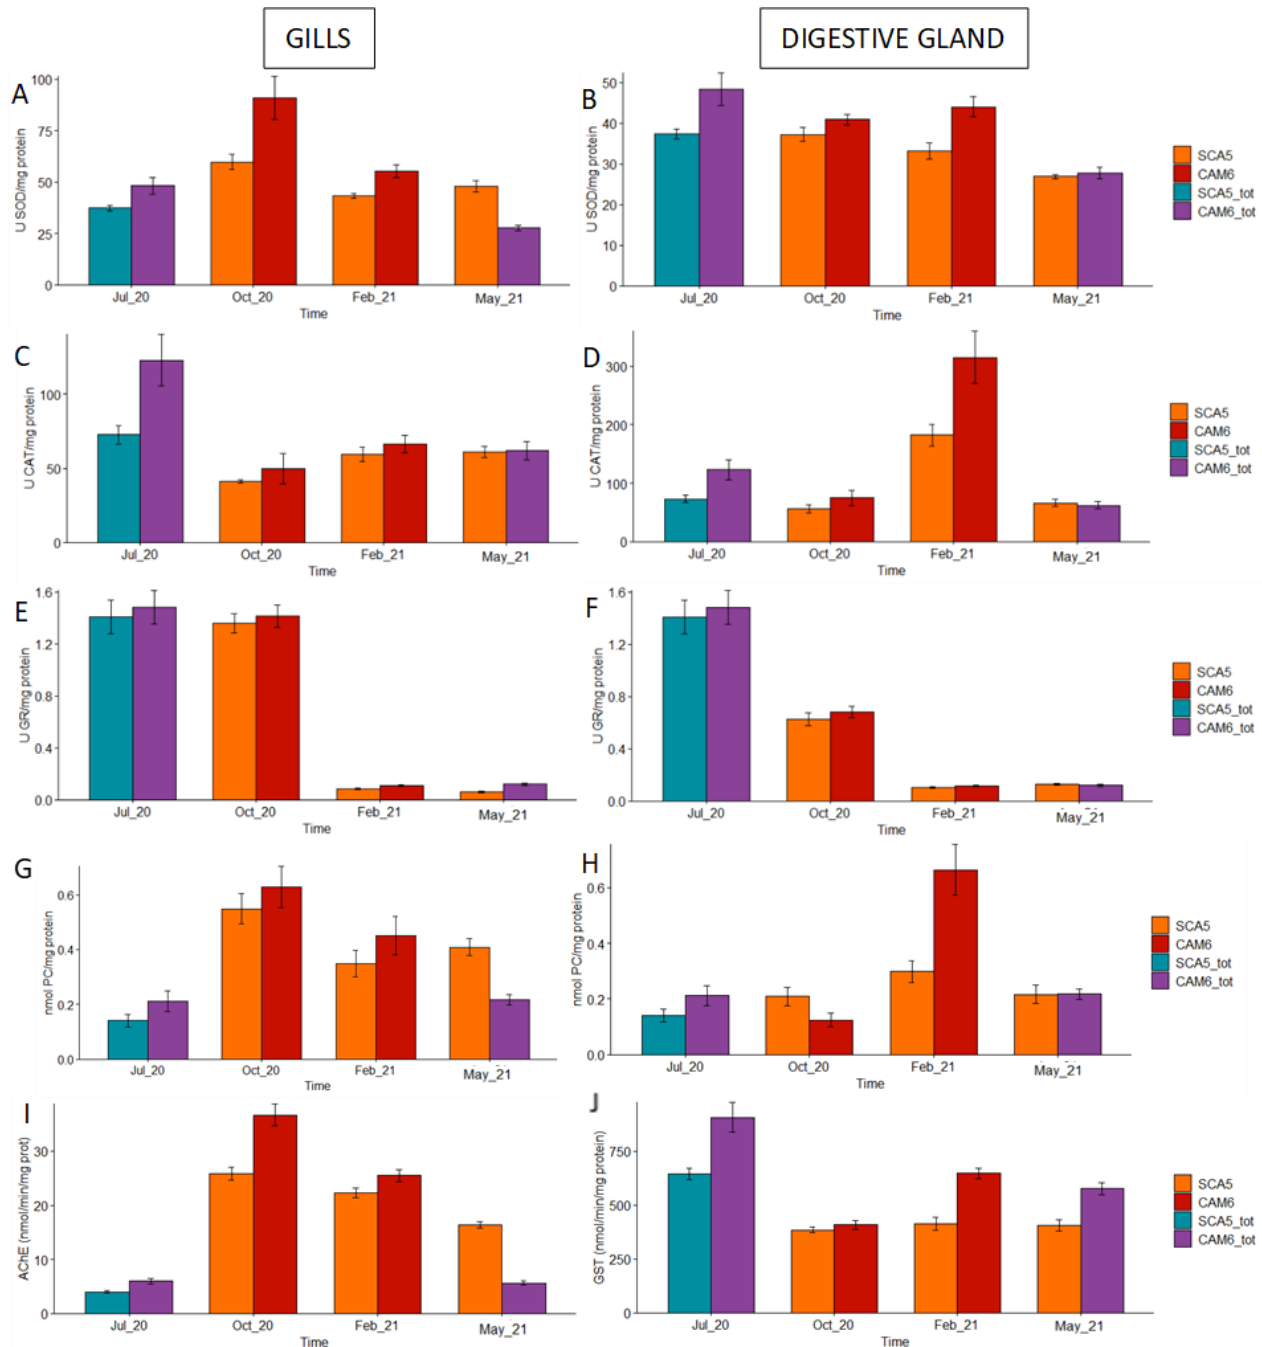 GILLS
DIGESTIVE GLAND
A
U SOD/mg protein
100
75
50
25
0
Jul_20 Oct_20 Feb_21 May_21
Time
B
U SOD/mg protein
50
40
30
20
10
0
Jul_20 Oct_20 Feb_21 May_21
Time
SCA5
CAM6
SCA5_tot
CAM6_tot
C
U CAT/mg protein
100
50
0
Jul_20 Oct_20 Feb_21 May_21
Time
D
U CAT/mg protein
300
200
100
0
Jul_20 Oct_20 Feb_21 May_21
Time
SCA5
CAM6
SCA5_tot
CAM6_tot
E
U GR/mg protein
1.6
1.2
0.8
0.4
0.0
Jul_20 Oct_20 Feb_21 May_21
Time
F
U GR/mg protein
1.6
1.2
0.8
0.4
0.0
Jul_20 Oct_20 Feb_21 May_21
Time
SCA5
CAM6
SCA5_tot
CAM6_tot
G
nmol PC/mg protein
0.6
0.4
0.2
0.0
Jul_20 Oct_20 Feb_21 May_21
Time
H
nmol PC/mg protein
0.6
0.4
0.2
0.0
Jul_20 Oct_20 Feb_21 May_21
Time
SCA5
CAM6
SCA5_tot
CAM6_tot
I
AChE (nmol/min/mg prot)
30
20
10
0
Jul_20 Oct_20 Feb_21 May_21
Time
J
GST (nmol/min/mg protein)
750
500
250
0
Jul_20 Oct_20 Feb_21 May_21
Time
SCA5
CAM6
SCA5_tot
CAM6_tot